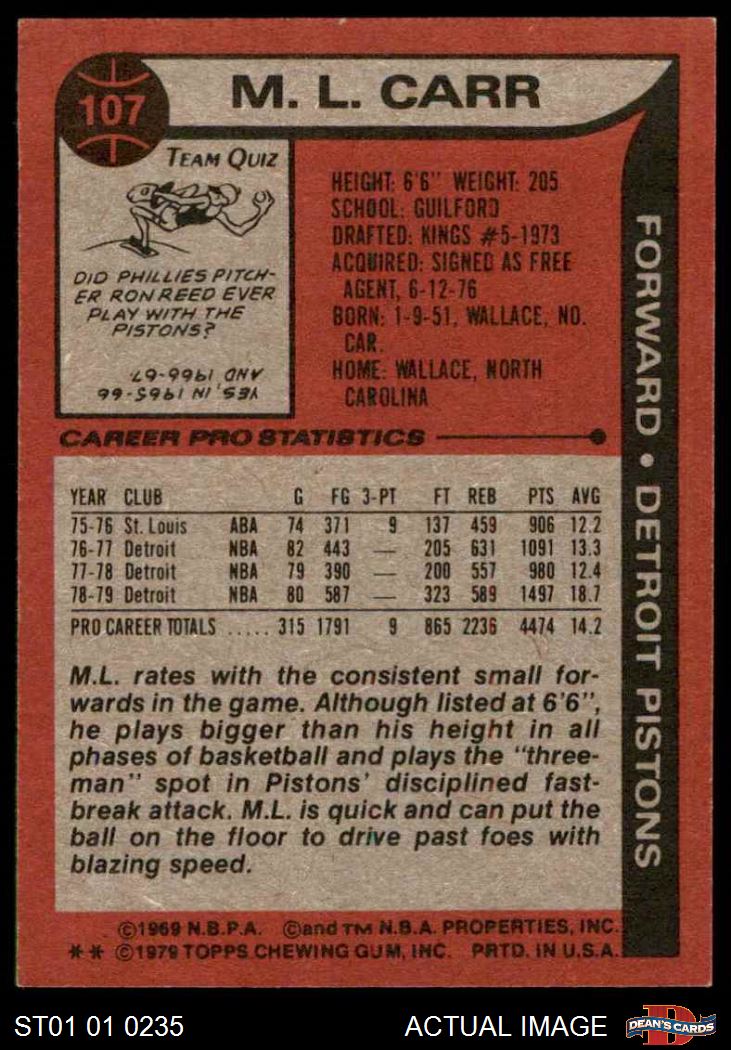 107
M. L. CARR
TEAM QUIZ
DID PHILLIES PITCH-
ER RON REED EVER
PLAY WITH THE
PISTONS?
YES, IN 1965-66
AND 1966-67.
HEIGHT: 6'6" WEIGHT: 205
SCHOOL: GUILFORD
DRAFTED: KINGS #5-1973
ACQUIRED: SIGNED AS FREE
AGENT, 6-12-76
BORN: 1-9-51, WALLACE, NO.
CAR.
HOME: WALLACE, NORTH
CAROLINA
FORWARD • DETROIT PISTONS
CAREER PRO STATISTICS
YEAR CLUB G FG 3-PT FT REB PTS AVG
75-76 St. Louis ABA 74 371 9 137 459 906 12.2
76-77 Detroit NBA 82 443 — 205 631 1091 13.3
77-78 Detroit NBA 79 390 — 200 557 980 12.4
78-79 Detroit NBA 80 587 — 323 589 1497 18.7
PRO CAREER TOTALS ..... 315 1791 9 865 2236 4474 14.2
M.L. rates with the consistent small for-
wards in the game. Although listed at 6'6",
he plays bigger than his height in all
phases of basketball and plays the "three-
man" spot in Pistons' disciplined fast-
break attack. M.L. is quick and can put the
ball on the floor to drive past foes with
blazing speed.
©1969 N.B.P.A. ©and TM N.B.A. PROPERTIES, INC.
** ©1979 TOPPS CHEWING GUM, INC. PRTD. IN U.S.A.
ST01 01 0235
ACTUAL IMAGE
D
DEAN'S CARDS